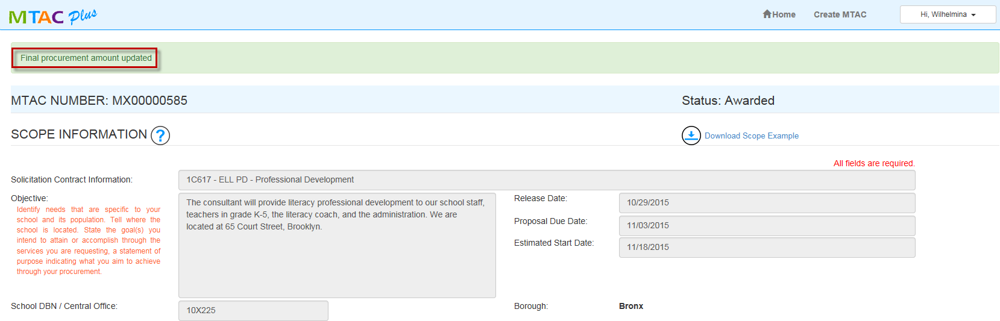 MTAC Plus
Home
Create MTAC
Hi, Wilhelmina
Final procurement amount updated
MTAC NUMBER: MX00000585
Status: Awarded
SCOPE INFORMATION ?
Download Scope Example
All fields are required.
Solicitation Contract Information:
1C617 - ELL PD - Professional Development
Objective:
Identify needs that are specific to your
school and its population. Tell where the
school is located. State the goal(s) you
intend to attain or accomplish through the
services you are requesting, a statement of
purpose indicating what you aim to achieve
through your procurement.
The consultant will provide literacy professional development to our school staff,
teachers in grade K-5, the literacy coach, and the administration. We are
located at 65 Court Street, Brooklyn.
Release Date:
10/29/2015
Proposal Due Date:
11/03/2015
Estimated Start Date:
11/18/2015
School DBN / Central Office:
10X225
Borough:
Bronx